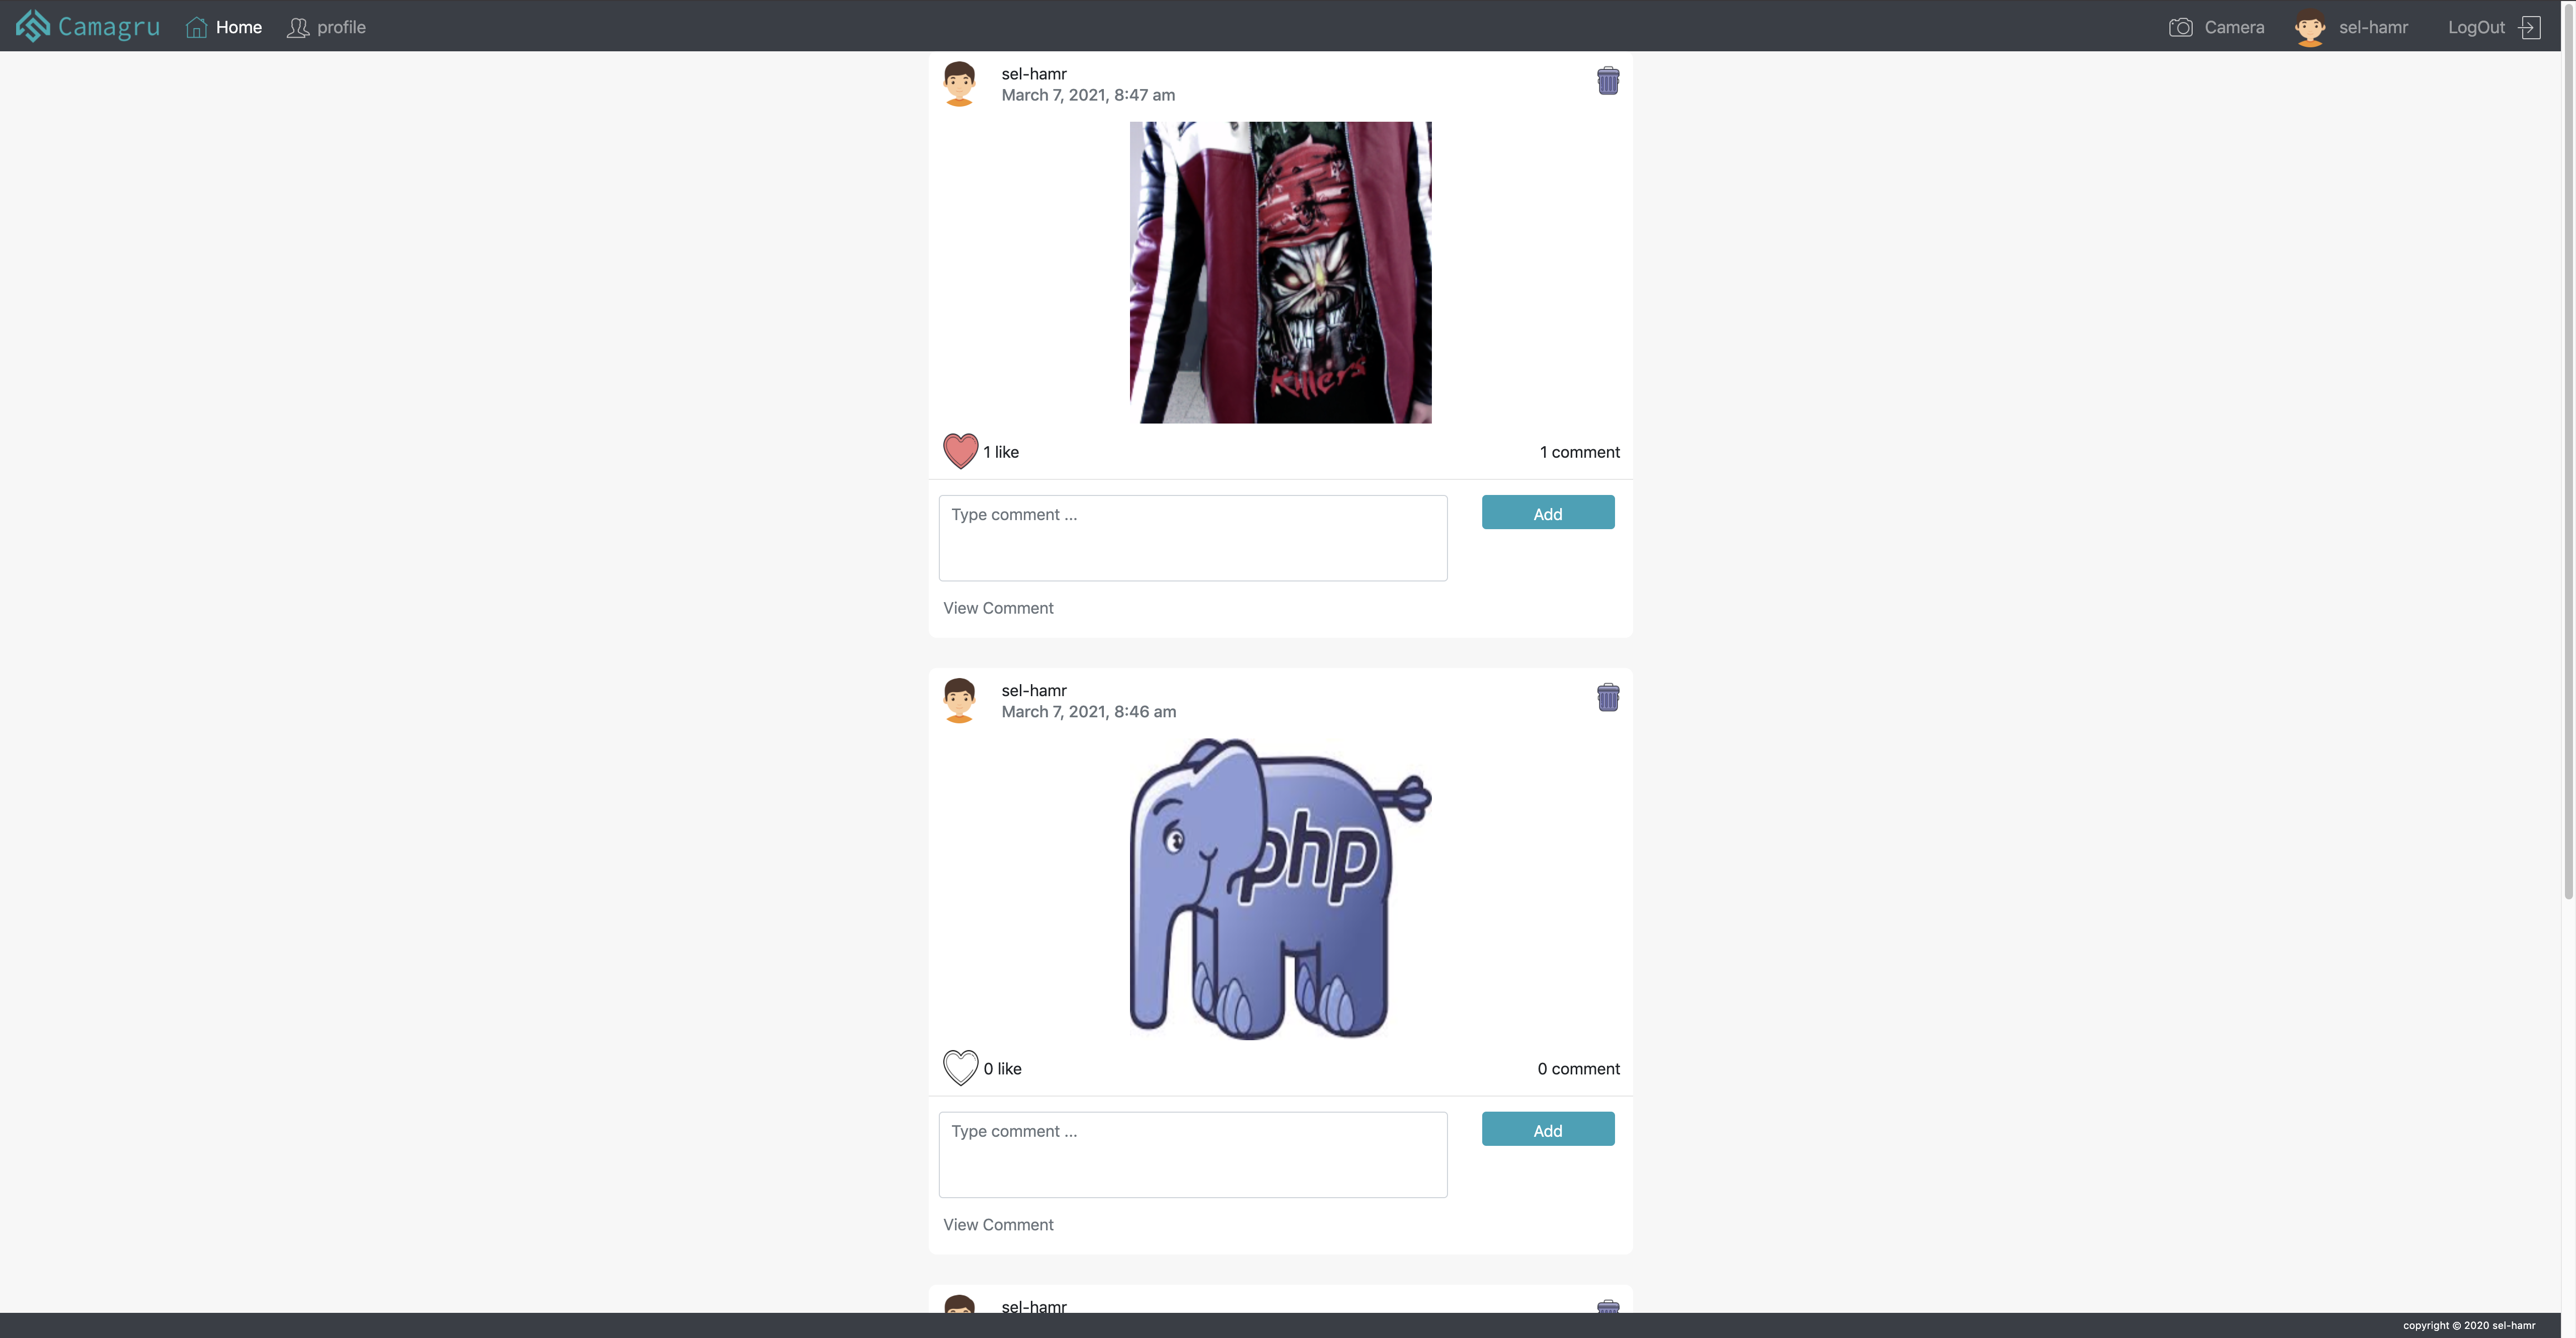 Camagru
Home
profile
Camera
sel-hamr
LogOut
sel-hamr
March 7, 2021, 8:47 am
Killers
1 like
1 comment
Type comment ...
Add
View Comment
sel-hamr
March 7, 2021, 8:46 am
php
0 like
0 comment
Type comment ...
Add
View Comment
sel-hamr
copyright © 2020 sel-hamr